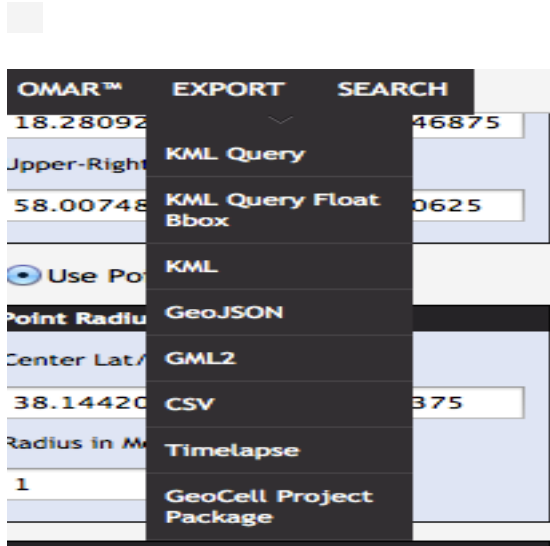 OMAR™ EXPORT SEARCH
18.28092 46875
Upper-Right
58.00748 0625
Use Po
Point Radiu
Center Lat/
38.14420 375
Radius in Me
1
KML Query
KML Query Float
Bbox
KML
GeoJSON
GML2
CSV
Timelapse
GeoCell Project
Package